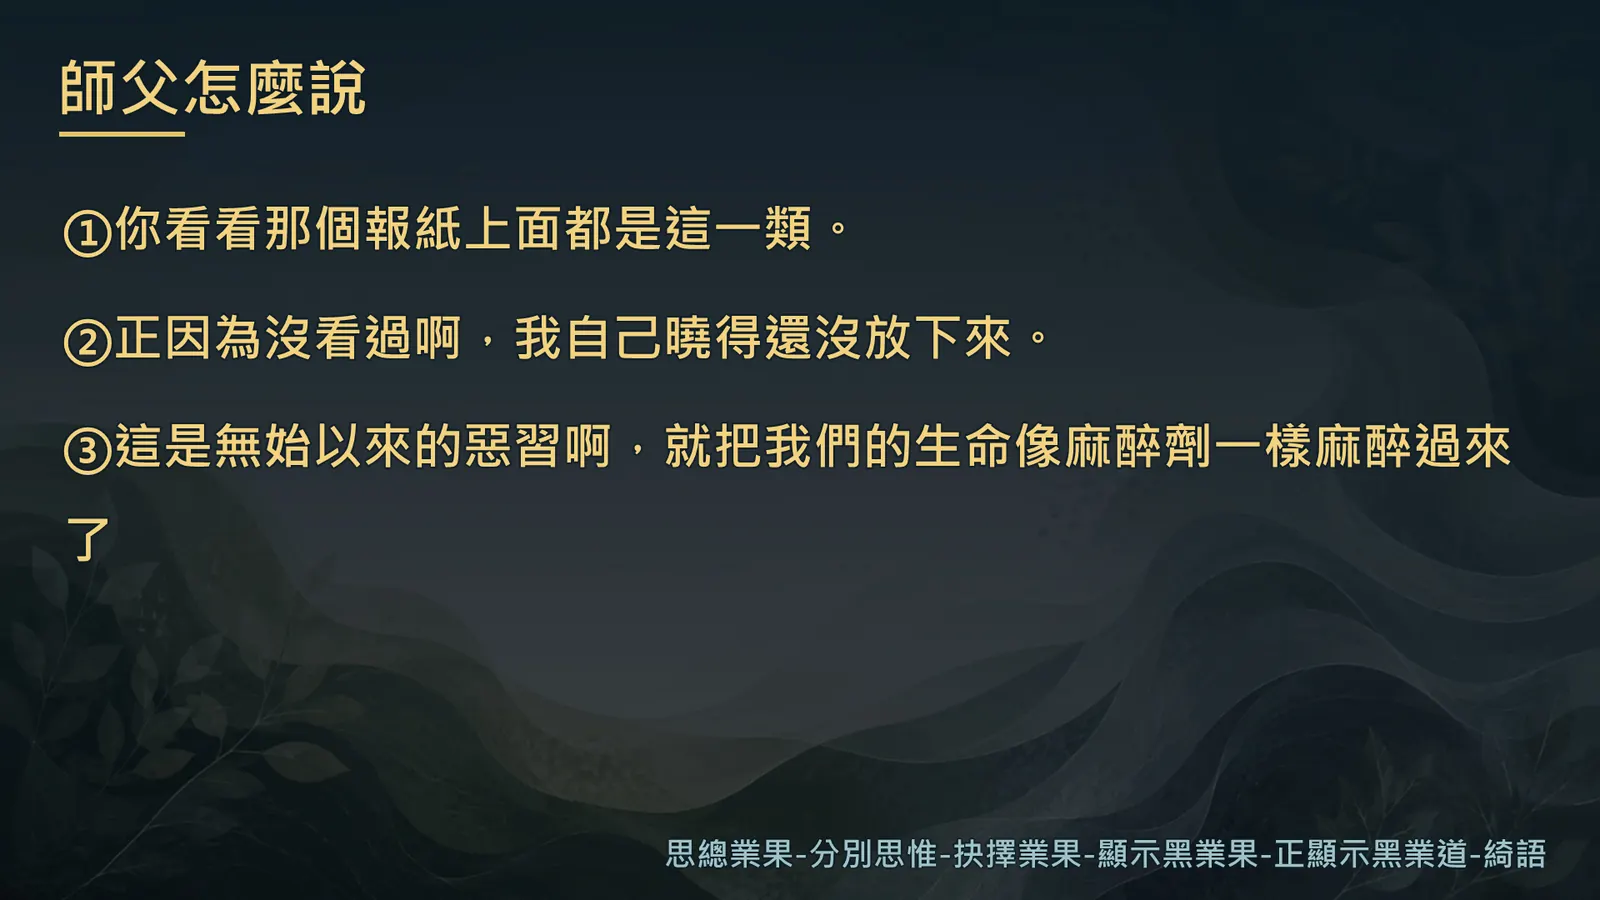 師父怎麼說
①你看看那個報紙上面都是這一類。
②正因為沒看過啊，我自己曉得還沒放下來。
③這是無始以來的惡習啊，就把我們的生命像麻醉劑一樣麻醉過來
了
思總業果-分別思惟-抉擇業果-顯示黑業果-正顯示黑業道-綺語